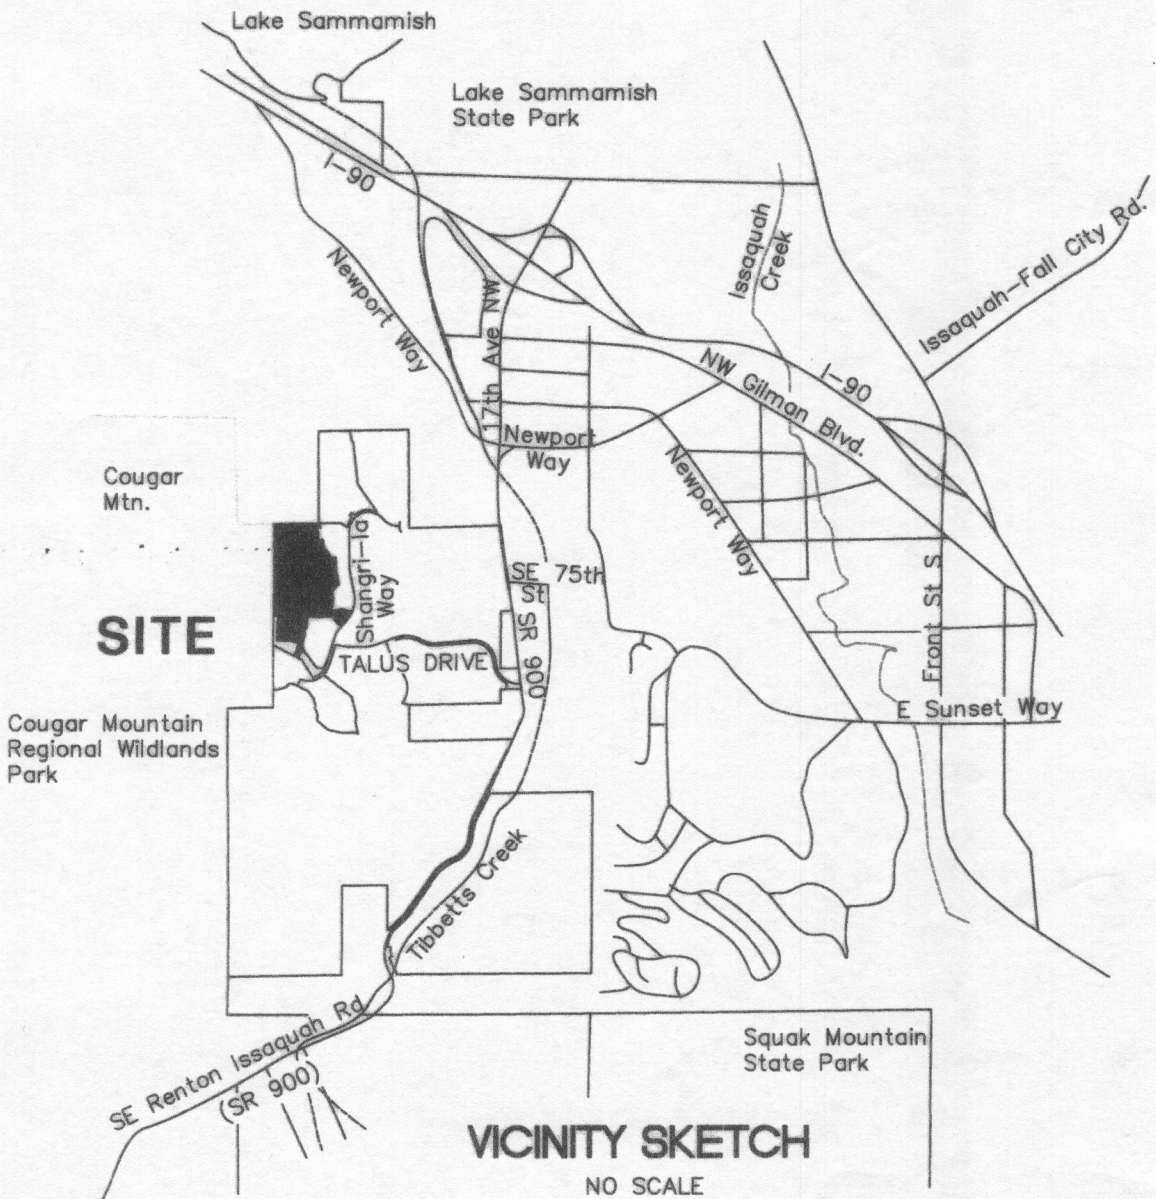 Lake Sammamish
Lake Sammamish
State Park
I-90
Issaquah
Creek
Issaquah-Fall City Rd.
Newport Way
17th Ave NW
NW Gilman Blvd.
I-90
Newport
Way
Newport Way
Cougar
Mtn.
Shangri-la
Way
SE 75th
St
SR 900
Front St S.
SITE
TALUS DRIVE
E Sunset Way
Cougar Mountain
Regional Wildlands
Park
Tibbetts Creek
SE Renton Issaquah Rd.
(SR 900)
Squak Mountain
State Park
VICINITY SKETCH
NO SCALE